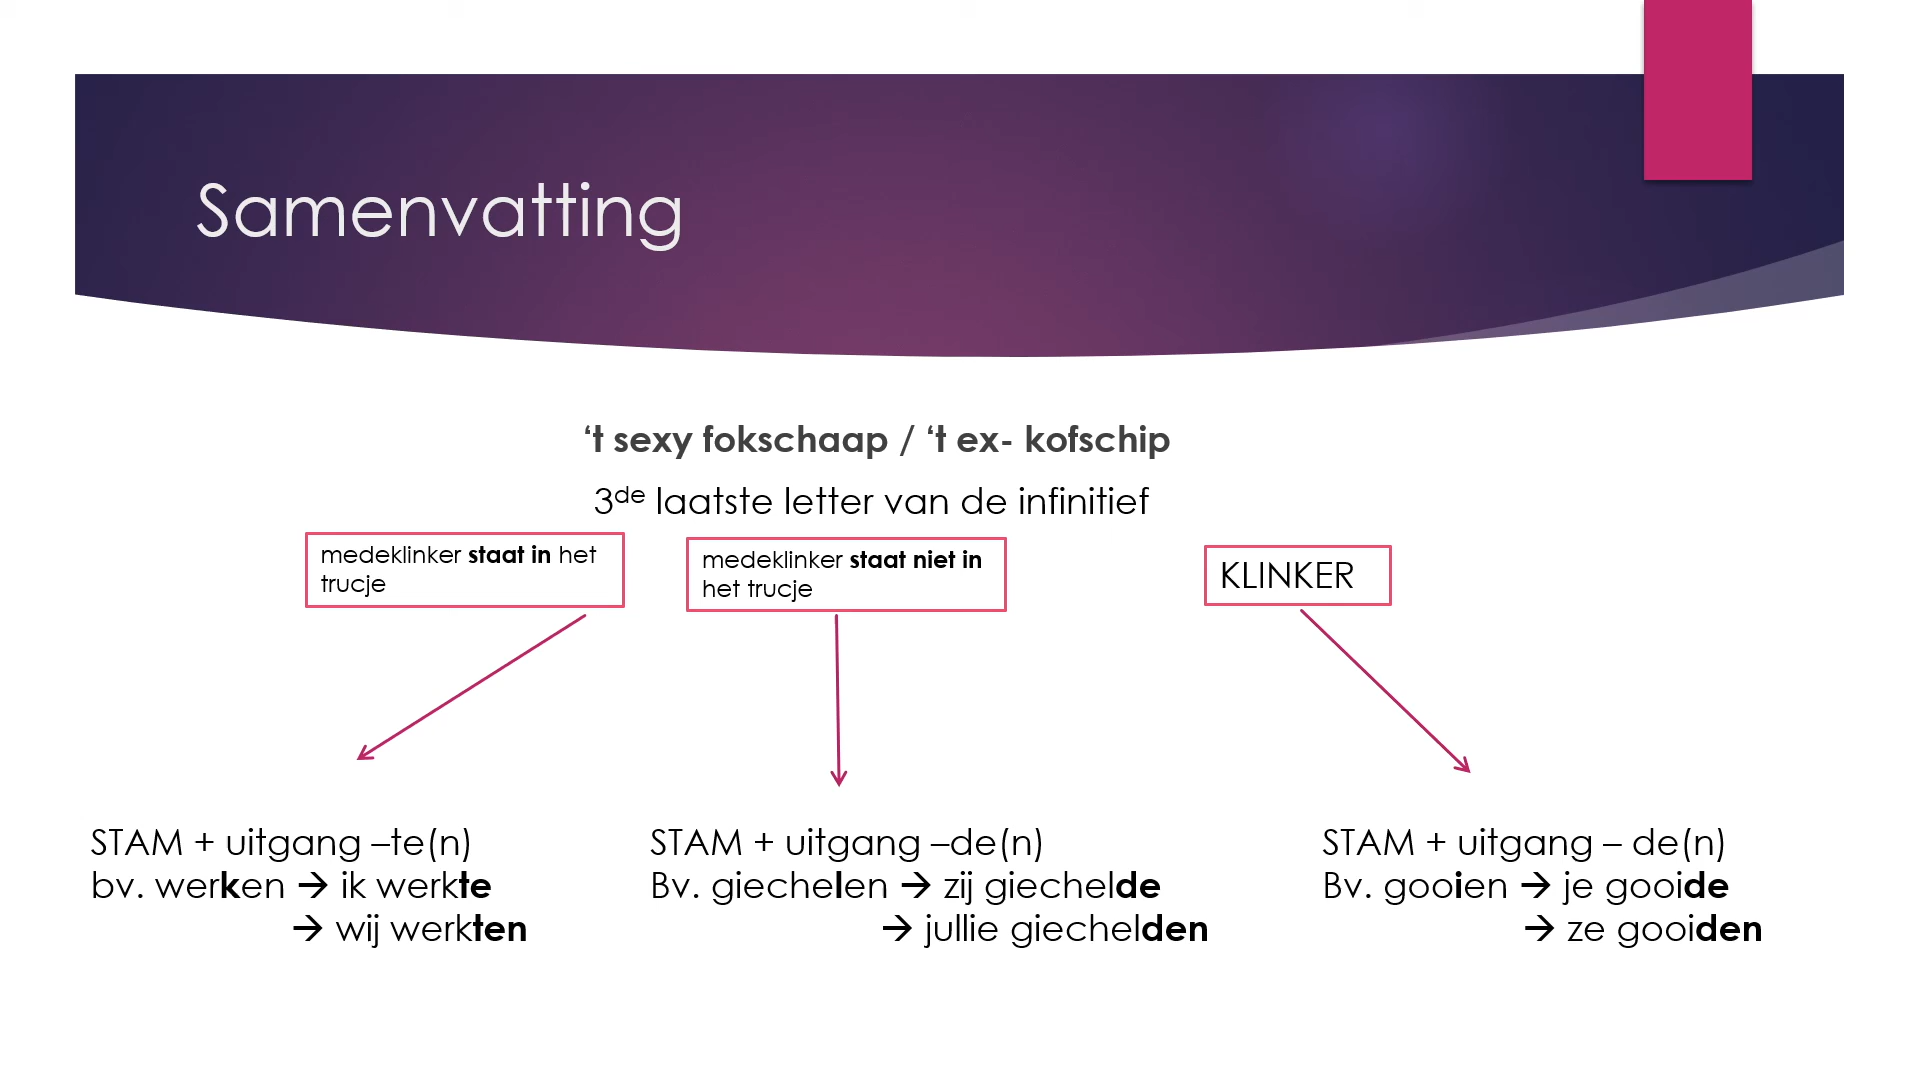 Samenvatting
‘t sexy fokschaap / ‘t ex- kofschip
3de laatste letter van de infinitief
medeklinker staat in het
trucje
medeklinker staat niet in
het trucje
KLINKER
STAM + uitgang –te(n)
bv. werken → ik werkte
→ wij werkten
STAM + uitgang –de(n)
Bv. giechelen → zij giechelde
→ jullie giechelden
STAM + uitgang – de(n)
Bv. gooien → je gooide
→ ze gooiden